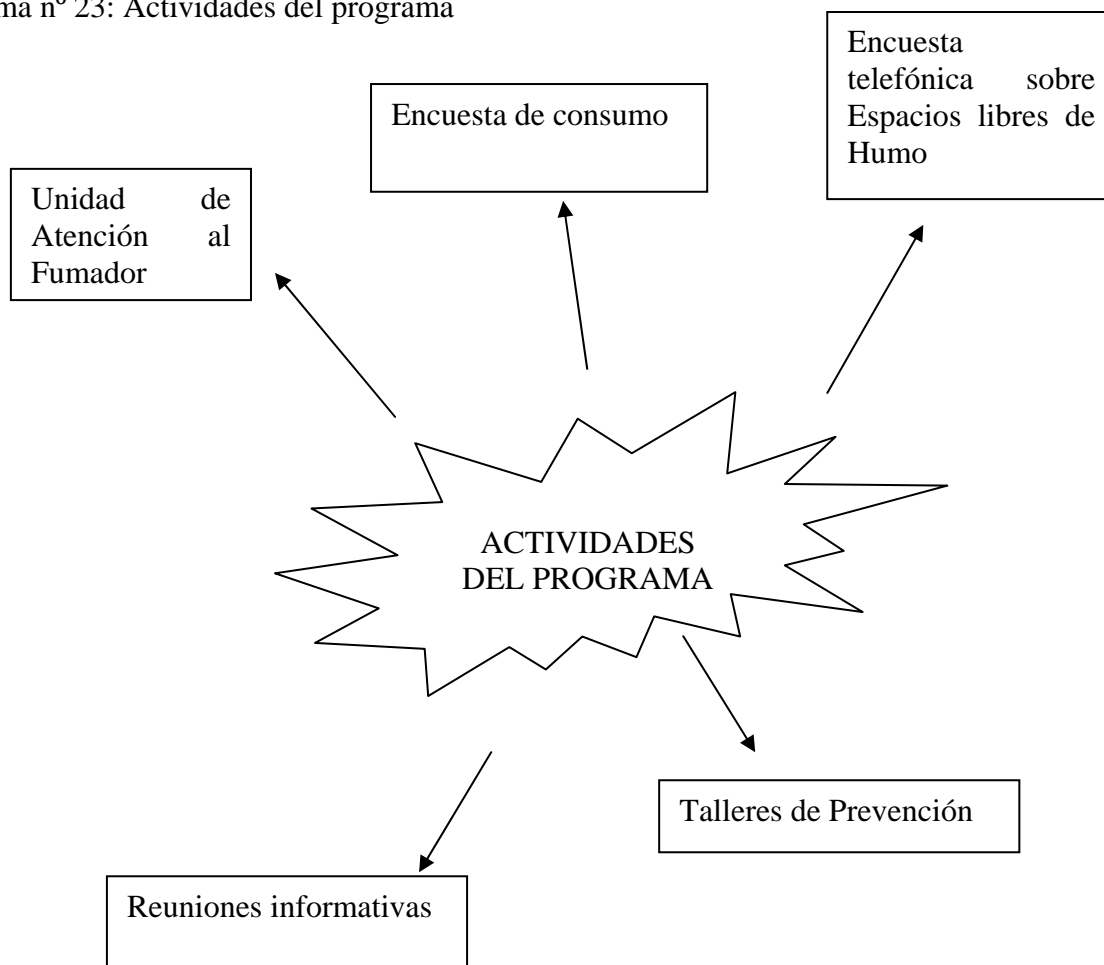 ma nº 23: Actividades del programa
Encuesta
telefónica sobre
Espacios libres de
Humo
Encuesta de consumo
Unidad de
Atención al
Fumador
ACTIVIDADES
DEL PROGRAMA
Talleres de Prevención
Reuniones informativas